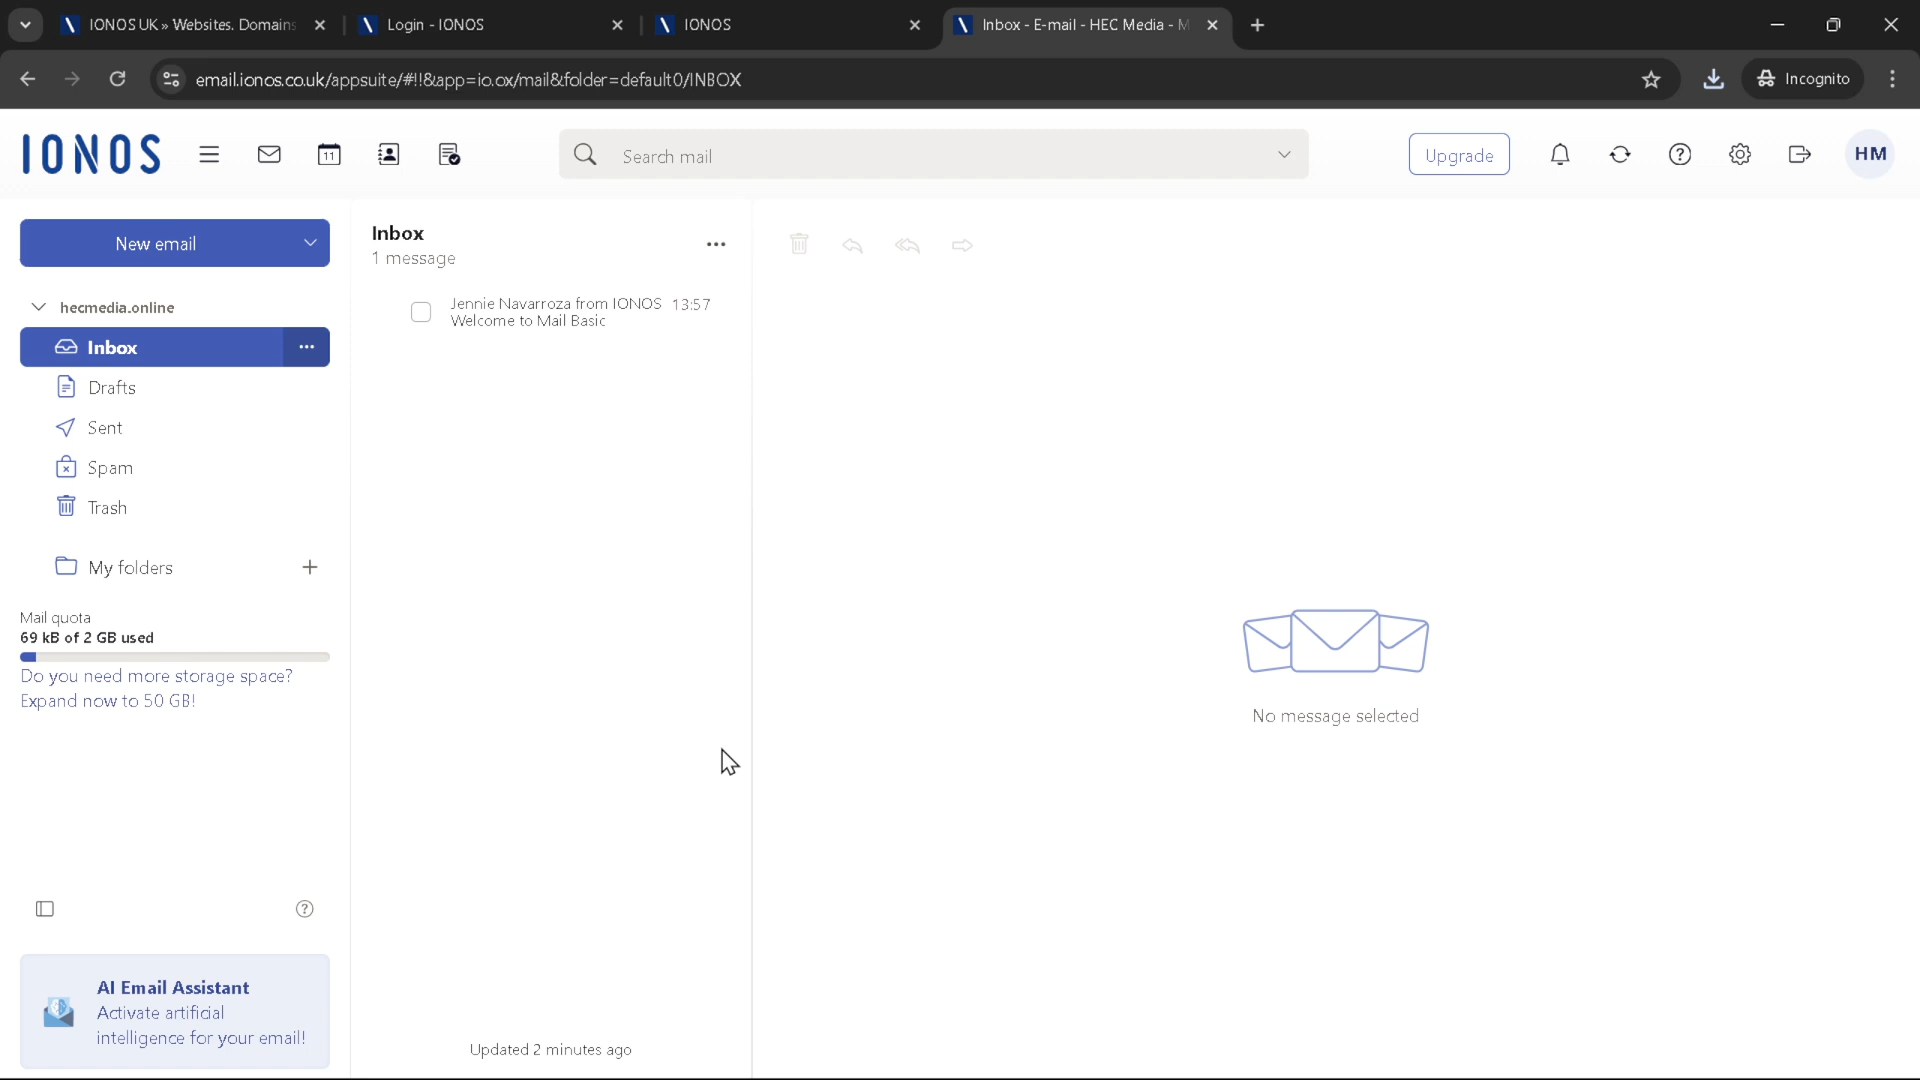 IONOS UK » Websites. Domains
Login - IONOS
IONOS
Inbox - E-mail - HEC Media - M
email.ionos.co.uk/appsuite/#!!&app=io.ox/mail&folder=default0/INBOX
Incognito
IONOS
11
Search mail
Upgrade
HM
New email
hecmedia.online
Inbox
Drafts
Sent
Spam
Trash
My folders
Mail quota
69 kB of 2 GB used
Do you need more storage space?
Expand now to 50 GB!
AI Email Assistant
Activate artificial
intelligence for your email!
Inbox
1 message
Jennie Navarroza from IONOS 13:57
Welcome to Mail Basic
Updated 2 minutes ago
No message selected